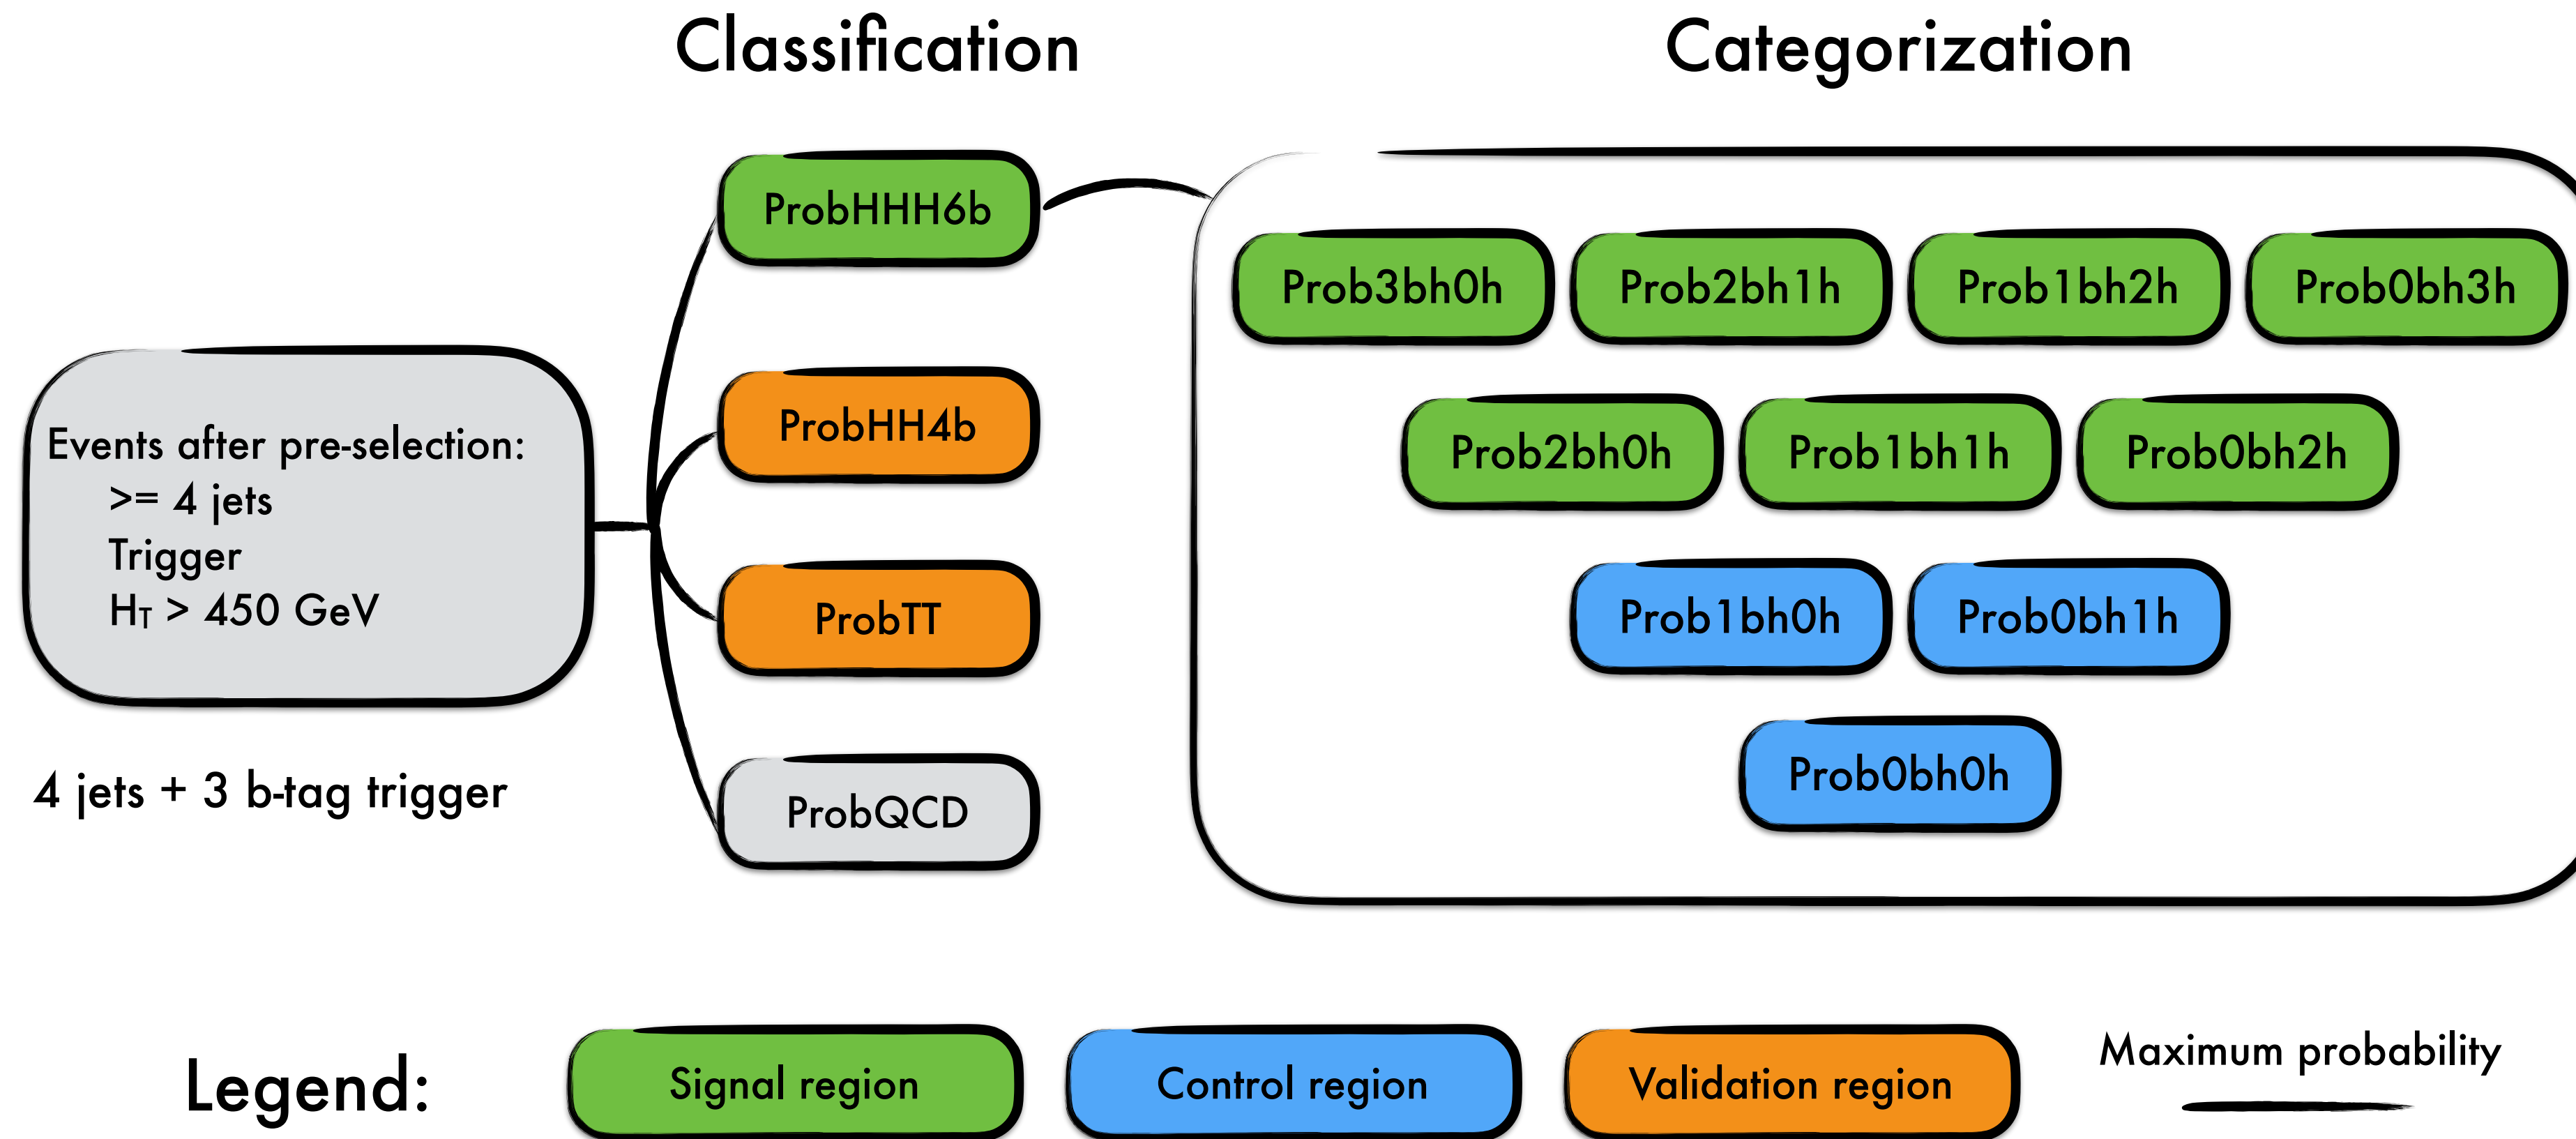 Classification
Categorization
ProbHHH6b
Prob3bh0h
Prob2bh1h
Prob1bh2h
Prob0bh3h
ProbHH4b
Prob2bh0h
Prob1bh1h
Prob0bh2h
Events after pre-selection:
>= 4 jets
Trigger
HT > 450 GeV
ProbTT
Prob1bh0h
Prob0bh1h
4 jets + 3 b-tag trigger
ProbQCD
Prob0bh0h
Legend:
Signal region
Control region
Validation region
Maximum probability